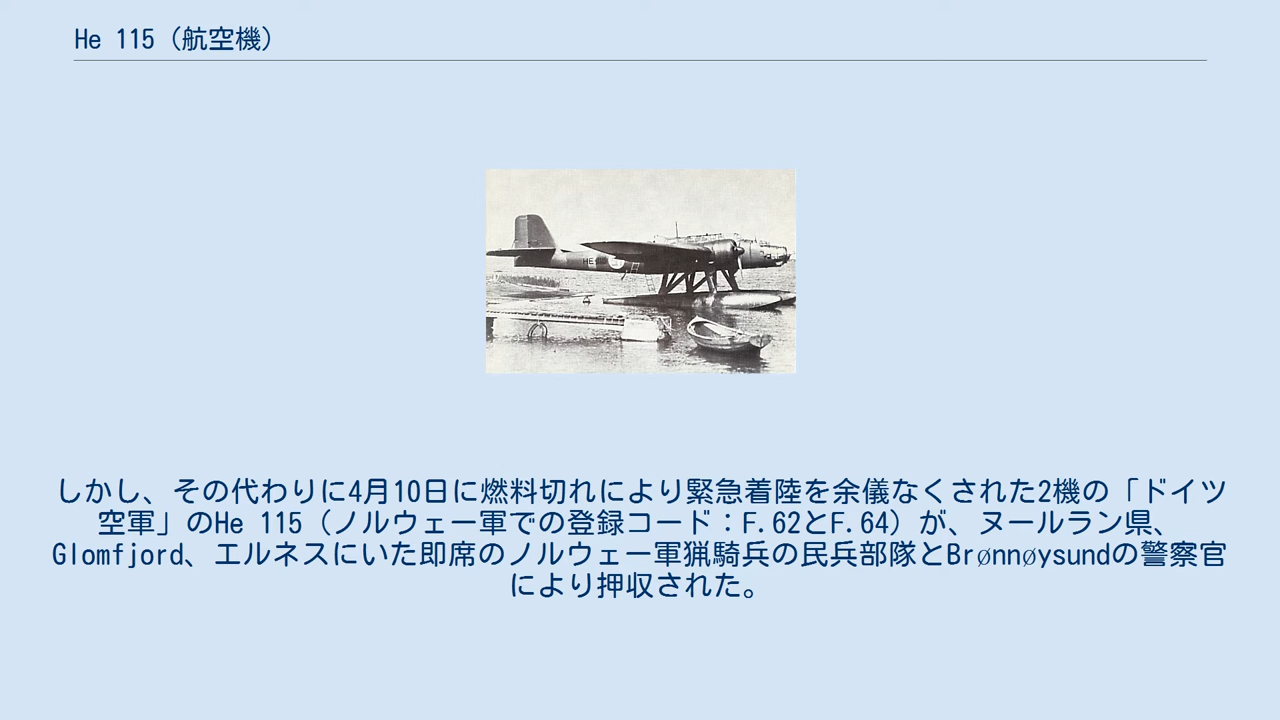 He 115（航空機）
HE
しかし、その代わりに4月10日に燃料切れにより緊急着陸を余儀なくされた2機の「ドイツ
空軍」のHe 115（ノルウェー軍での登録コード：F.62とF.64）が、ヌールラン県、
Glomfjord、エルネスにいた即席のノルウェー軍猟騎兵の民兵部隊とBrønnøysundの警察官
により押収された。